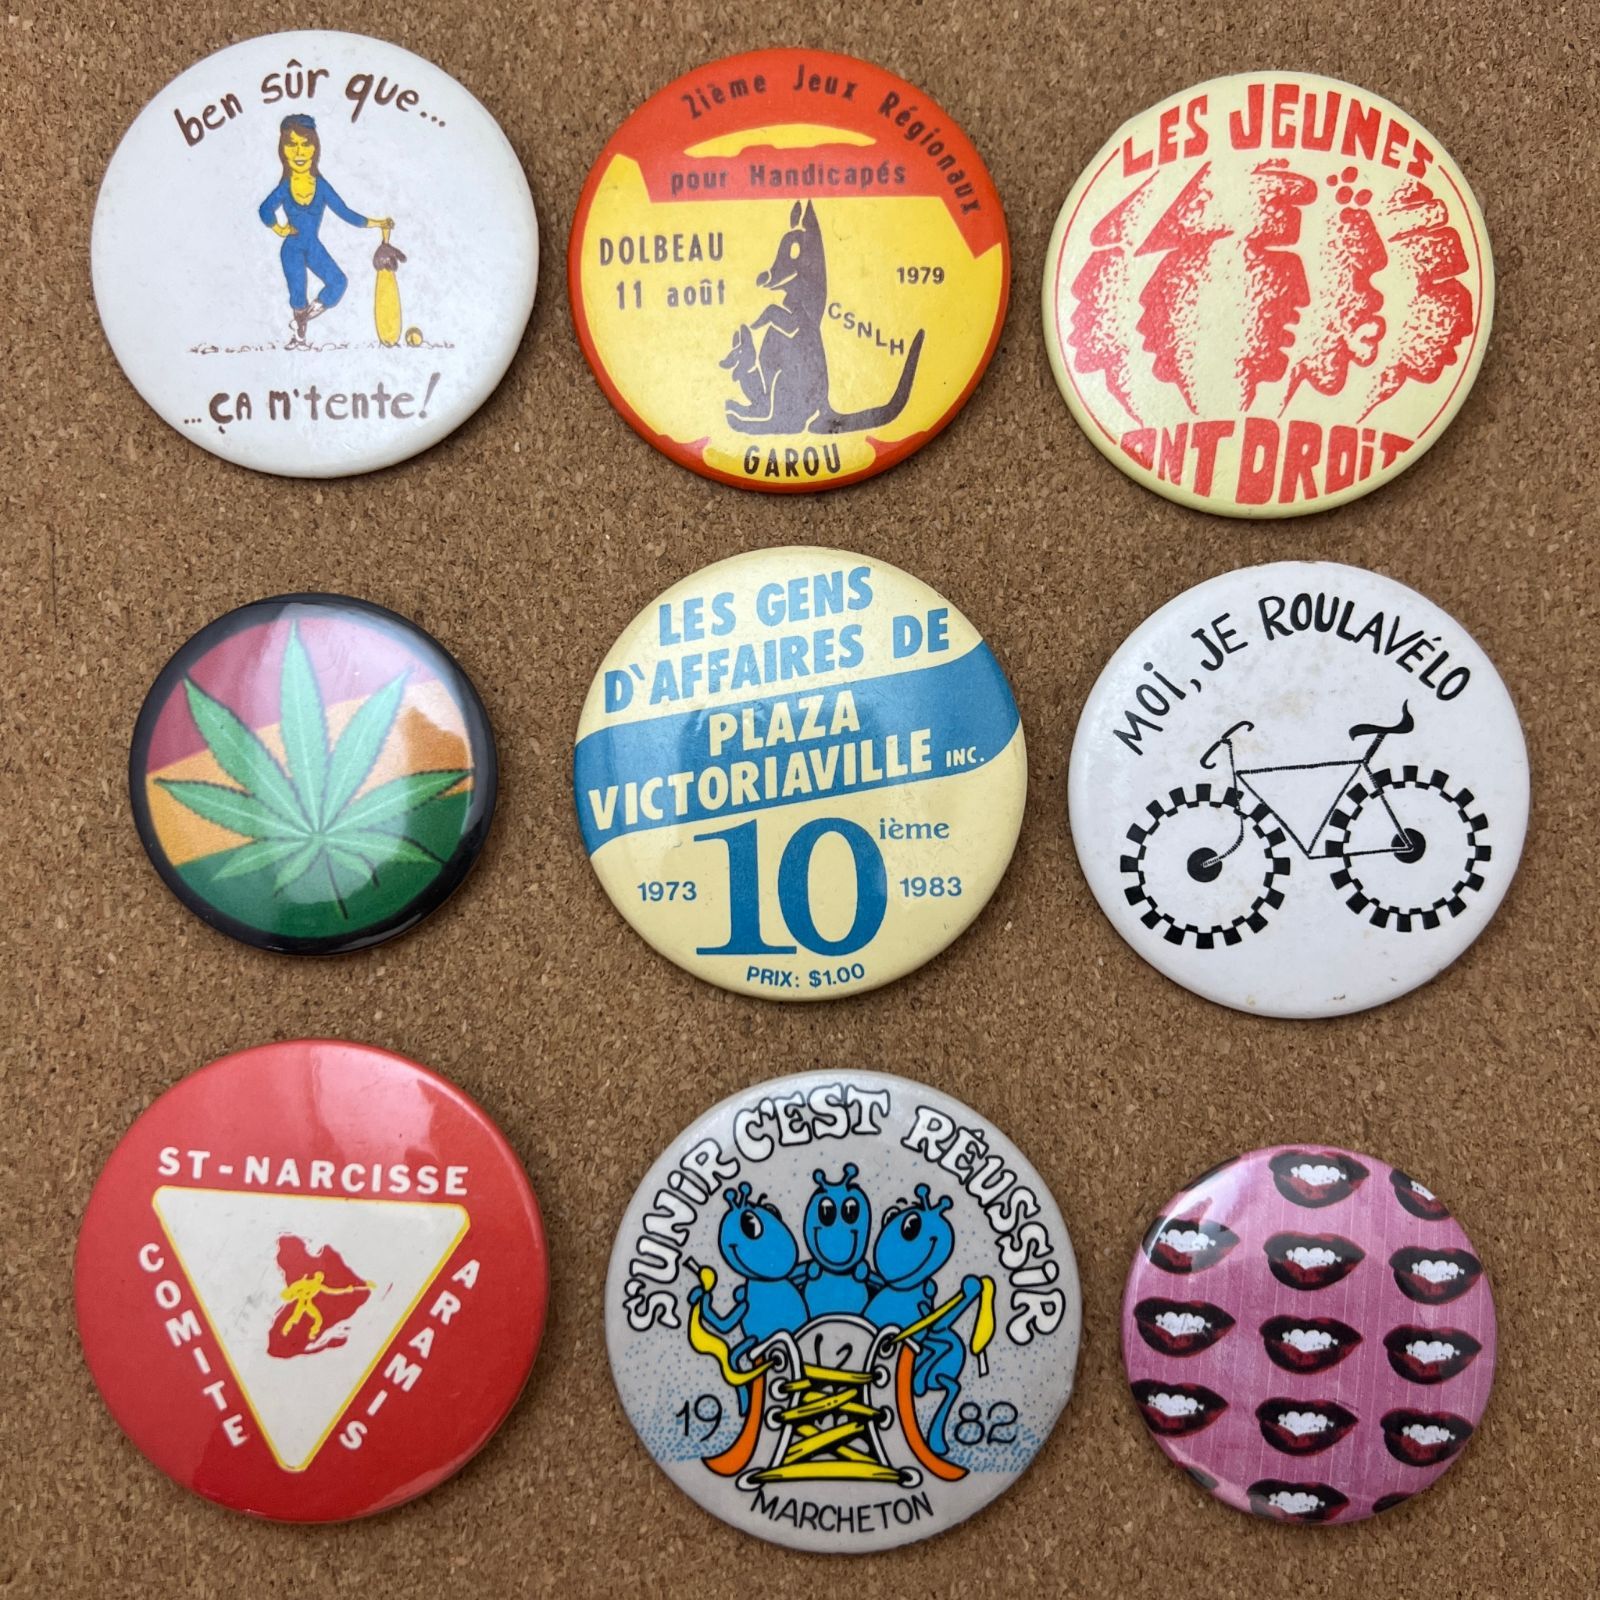 ben sûr que...
...ÇA M'tente!
2ième Jeux Régionaux
pour Handicapés
DOLBEAU
11 août
1979
CSNLH
GAROU
LES JEUNES
ONT DROIT
LES GENS
D'AFFAIRES DE
PLAZA
VICTORIAVILLE INC.
10ième
1973
1983
PRIX: $1.00
MOI, JE ROULAVÉLO
ST-NARCISSE
COMITE
ARAMIS
S'UNIR C'EST RÉUSSIR
1982
MARCHETON